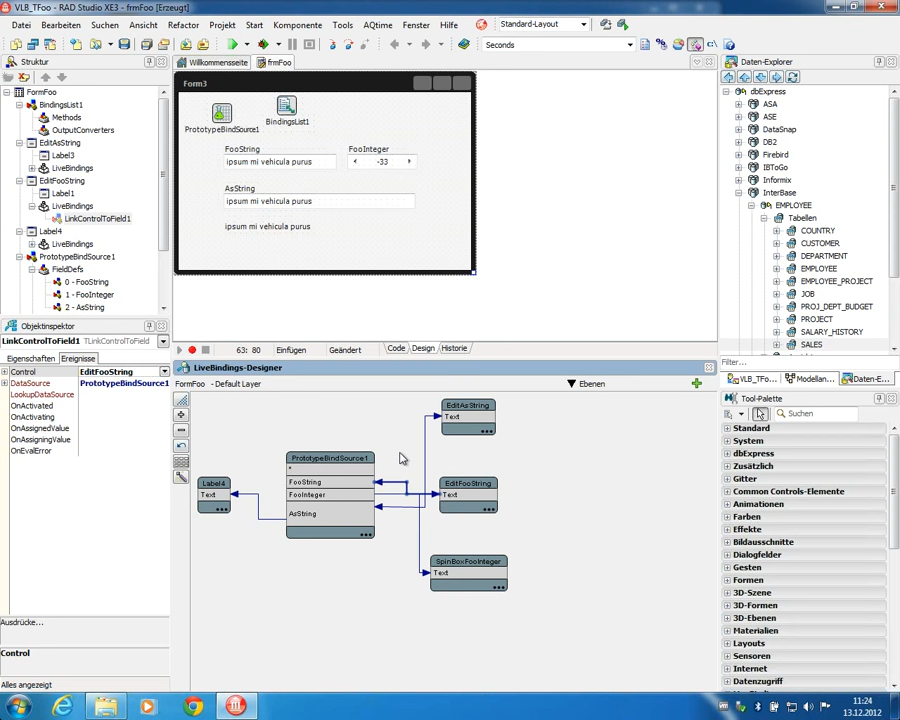 VLB_TFoo - RAD Studio XE3 - frmFoo [Erzeugt]
Datei Bearbeiten Suchen Ansicht Refactor Projekt Start Komponente Tools AQtime Fenster Hilfe Standard-Layout
Seconds
Struktur
FormFoo
BindingsList1
Methods
OutputConverters
EditAsString
Label3
LiveBindings
EditFooString
Label1
LiveBindings
LinkControlToField1
Label4
LiveBindings
PrototypeBindSource1
FieldDefs
0 - FooString
1 - FooInteger
2 - AsString
Objektinspektor
LinkControlToField1 TLinkControlToField
Eigenschaften Ereignisse
Control EditFooString
DataSource PrototypeBindSource1
LookupDataSource
OnActivated
OnActivating
OnAssignedValue
OnAssigningValue
OnEvalError
Ausdrücke...
Control
Alles angezeigt
Willkommensseite frmFoo
Form3
PrototypeBindSource1
BindingsList1
FooString FooInteger
ipsum mi vehicula purus -33
AsString
ipsum mi vehicula purus
ipsum mi vehicula purus
63: 80 Einfügen Geändert Code Design Historie
LiveBindings-Designer
FormFoo - Default Layer Ebenen
EditAsString
Text
PrototypeBindSource1
*
FooString
FooInteger
AsString
Label4
Text
EditFooString
Text
SpinBoxFooInteger
Text
Daten-Explorer
dbExpress
ASA
ASE
DataSnap
DB2
Firebird
IBToGo
Informix
InterBase
EMPLOYEE
Tabellen
COUNTRY
CUSTOMER
DEPARTMENT
EMPLOYEE
EMPLOYEE_PROJECT
JOB
PROJ_DEPT_BUDGET
PROJECT
SALARY_HISTORY
SALES
Filter...
VLB_TFo... Modellan... Daten-E...
Tool-Palette
Suchen
Standard
System
dbExpress
Zusätzlich
Gitter
Common Controls-Elemente
Animationen
Farben
Effekte
Bildausschnitte
Dialogfelder
Gesten
Formen
3D-Szene
3D-Formen
3D-Ebenen
Materialien
Layouts
Sensoren
Internet
Datenzugriff
11:24
13.12.2012